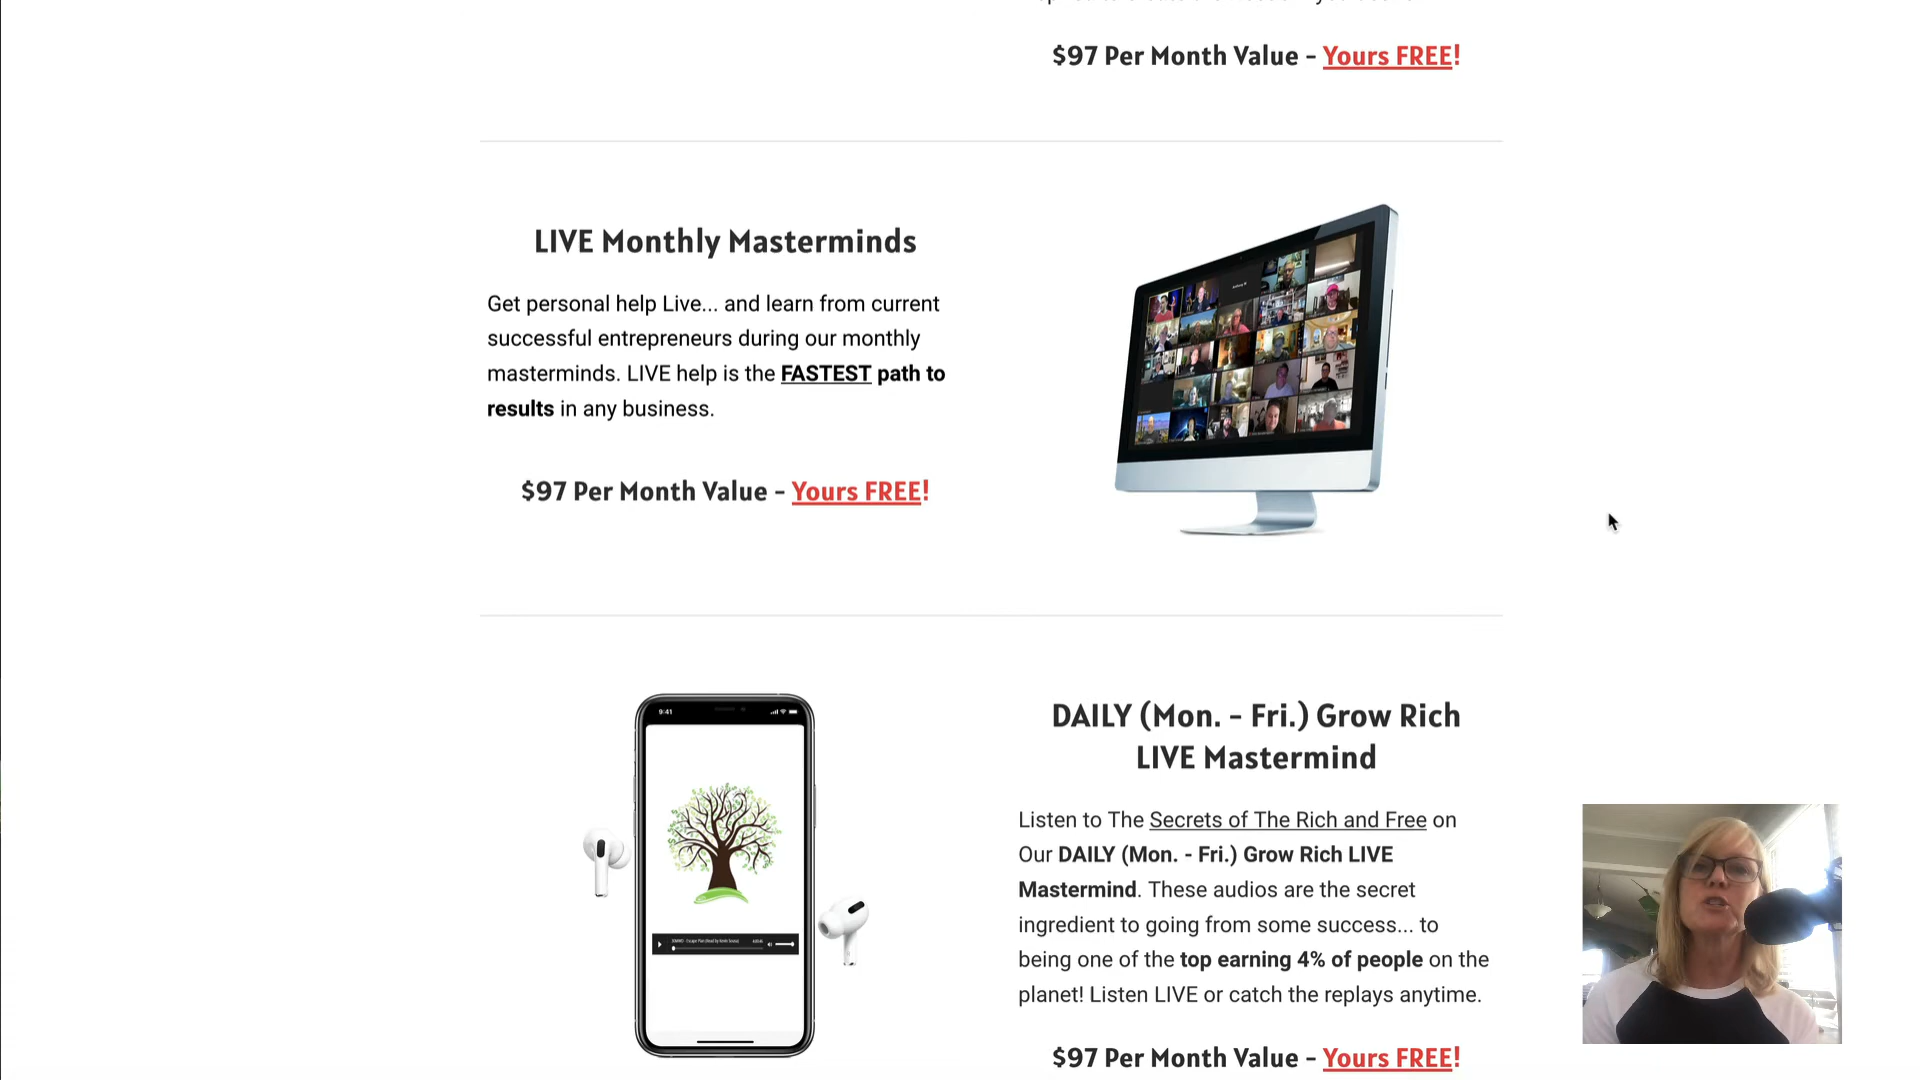 $97 Per Month Value - Yours FREE!
LIVE Monthly Masterminds
Get personal help Live... and learn from current
successful entrepreneurs during our monthly
masterminds. LIVE help is the FASTEST path to
results in any business.
$97 Per Month Value - Yours FREE!
9:41
DAILY (Mon. - Fri.) Grow Rich
LIVE Mastermind
Listen to The Secrets of The Rich and Free on
Our DAILY (Mon. - Fri.) Grow Rich LIVE
Mastermind. These audios are the secret
ingredient to going from some success... to
being one of the top earning 4% of people on the
planet! Listen LIVE or catch the replays anytime.
$97 Per Month Value - Yours FREE!